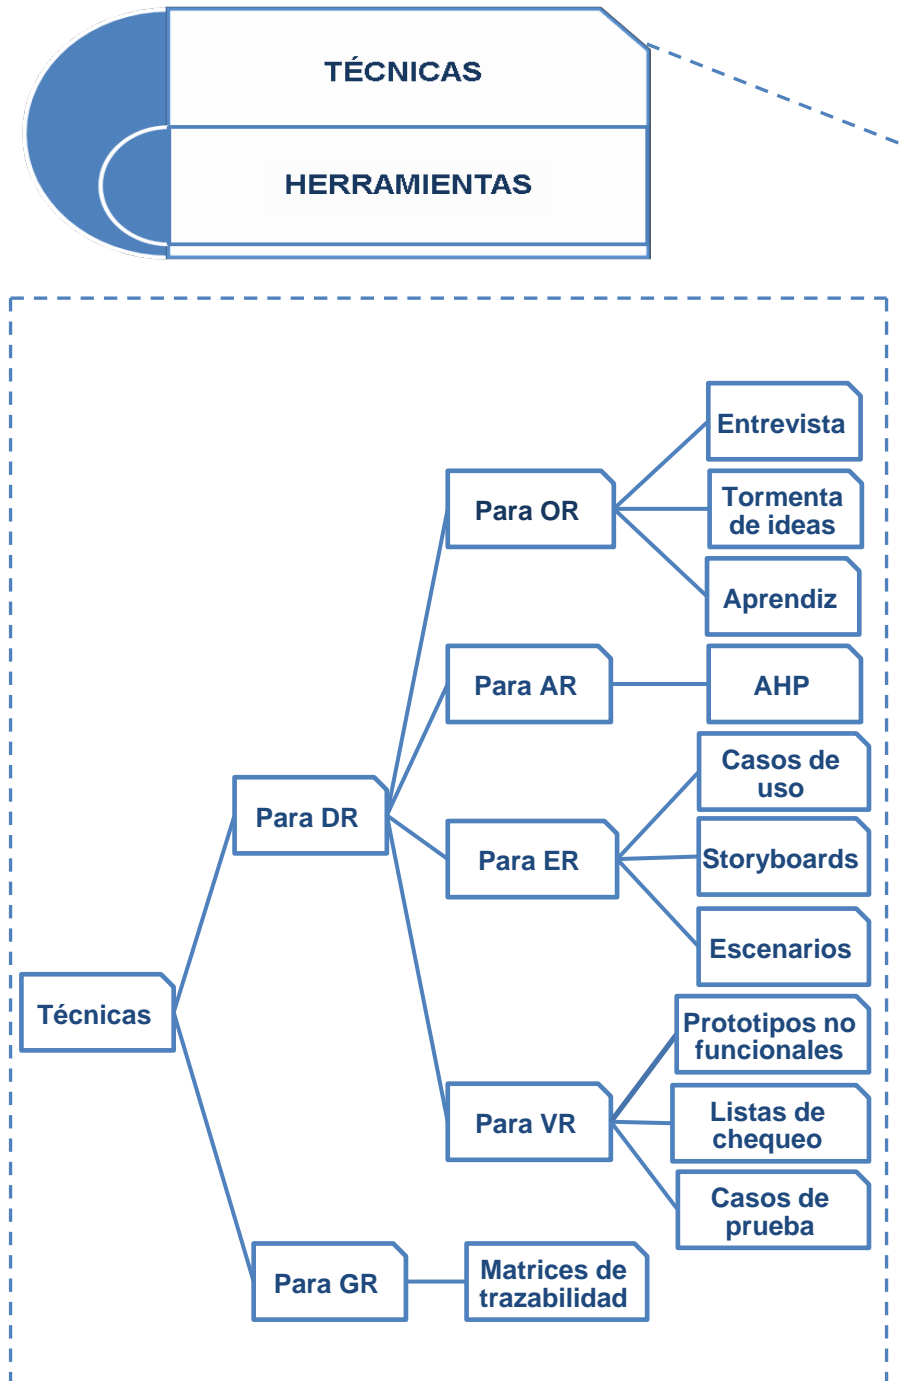 TÉCNICAS
HERRAMIENTAS
Entrevista
Para OR
Tormenta
de ideas
Aprendiz
Para AR
AHP
Casos de
uso
Para DR
Para ER
Storyboards
Escenarios
Técnicas
Prototipos no
funcionales
Para VR
Listas de
chequeo
Casos de
prueba
Para GR
Matrices de
trazabilidad